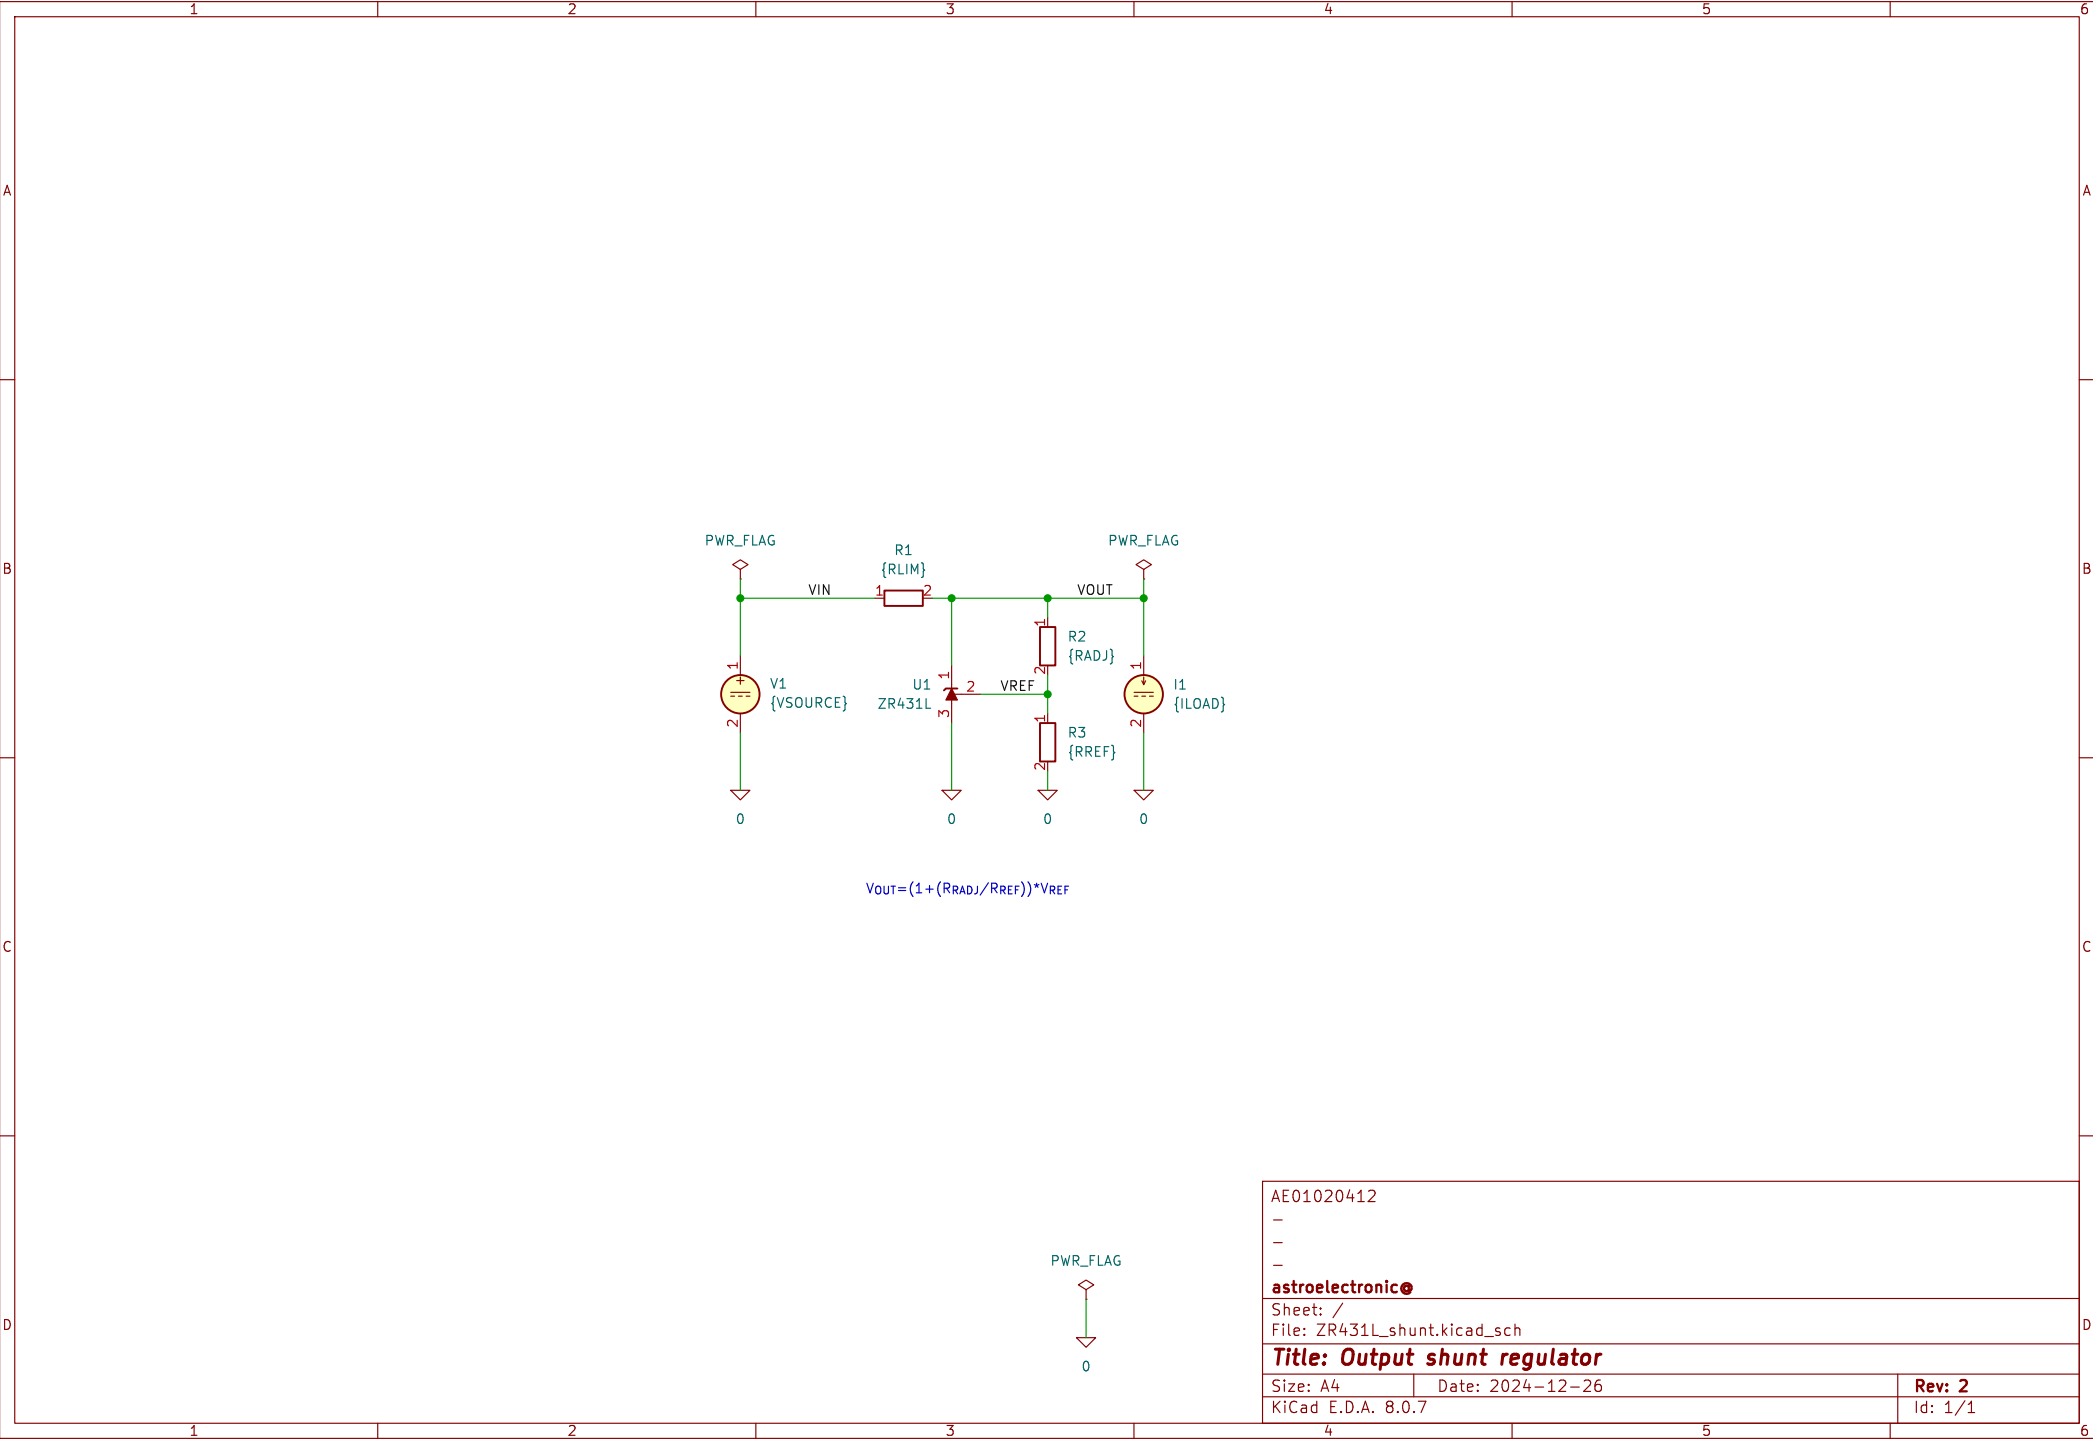 1 2 3 4 5 6
A A
PWR_FLAG PWR_FLAG
R1
{RLIM}
B B
VIN 1 2 VOUT
1
R2
{RADJ}
2
1 1 1
V1
{VSOURCE}
U1
ZR431L
2 VREF
I1
{ILOAD}
2 3 1 2
R3
{RREF}
2
0 0 0 0
VOUT=(1+(RRADJ/RREF))*VREF
C C
AE01020412
–
–
–
PWR_FLAG
astroelectronic@
Sheet: /
D D
File: ZR431L_shunt.kicad_sch
Title: Output shunt regulator
0
Size: A4 Date: 2024-12-26 Rev: 2
KiCad E.D.A. 8.0.7 Id: 1/1
1 2 3 4 5 6